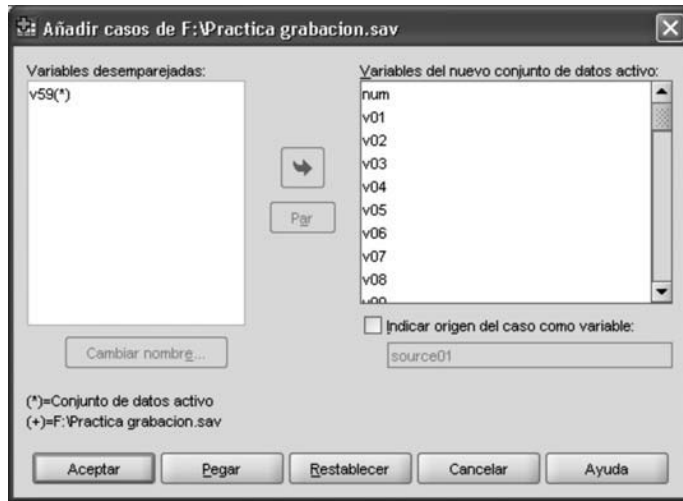 Añadir casos de F:\Practica grabacion.sav
Variables desemparejadas:
v59(*)
Par
Cambiar nombre...
Variables del nuevo conjunto de datos activo:
num
v01
v02
v03
v04
v05
v06
v07
v08
v09
Indicar origen del caso como variable:
source01
(*)=Conjunto de datos activo
(+)=F:\Practica grabacion.sav
Aceptar
Pegar
Restablecer
Cancelar
Ayuda